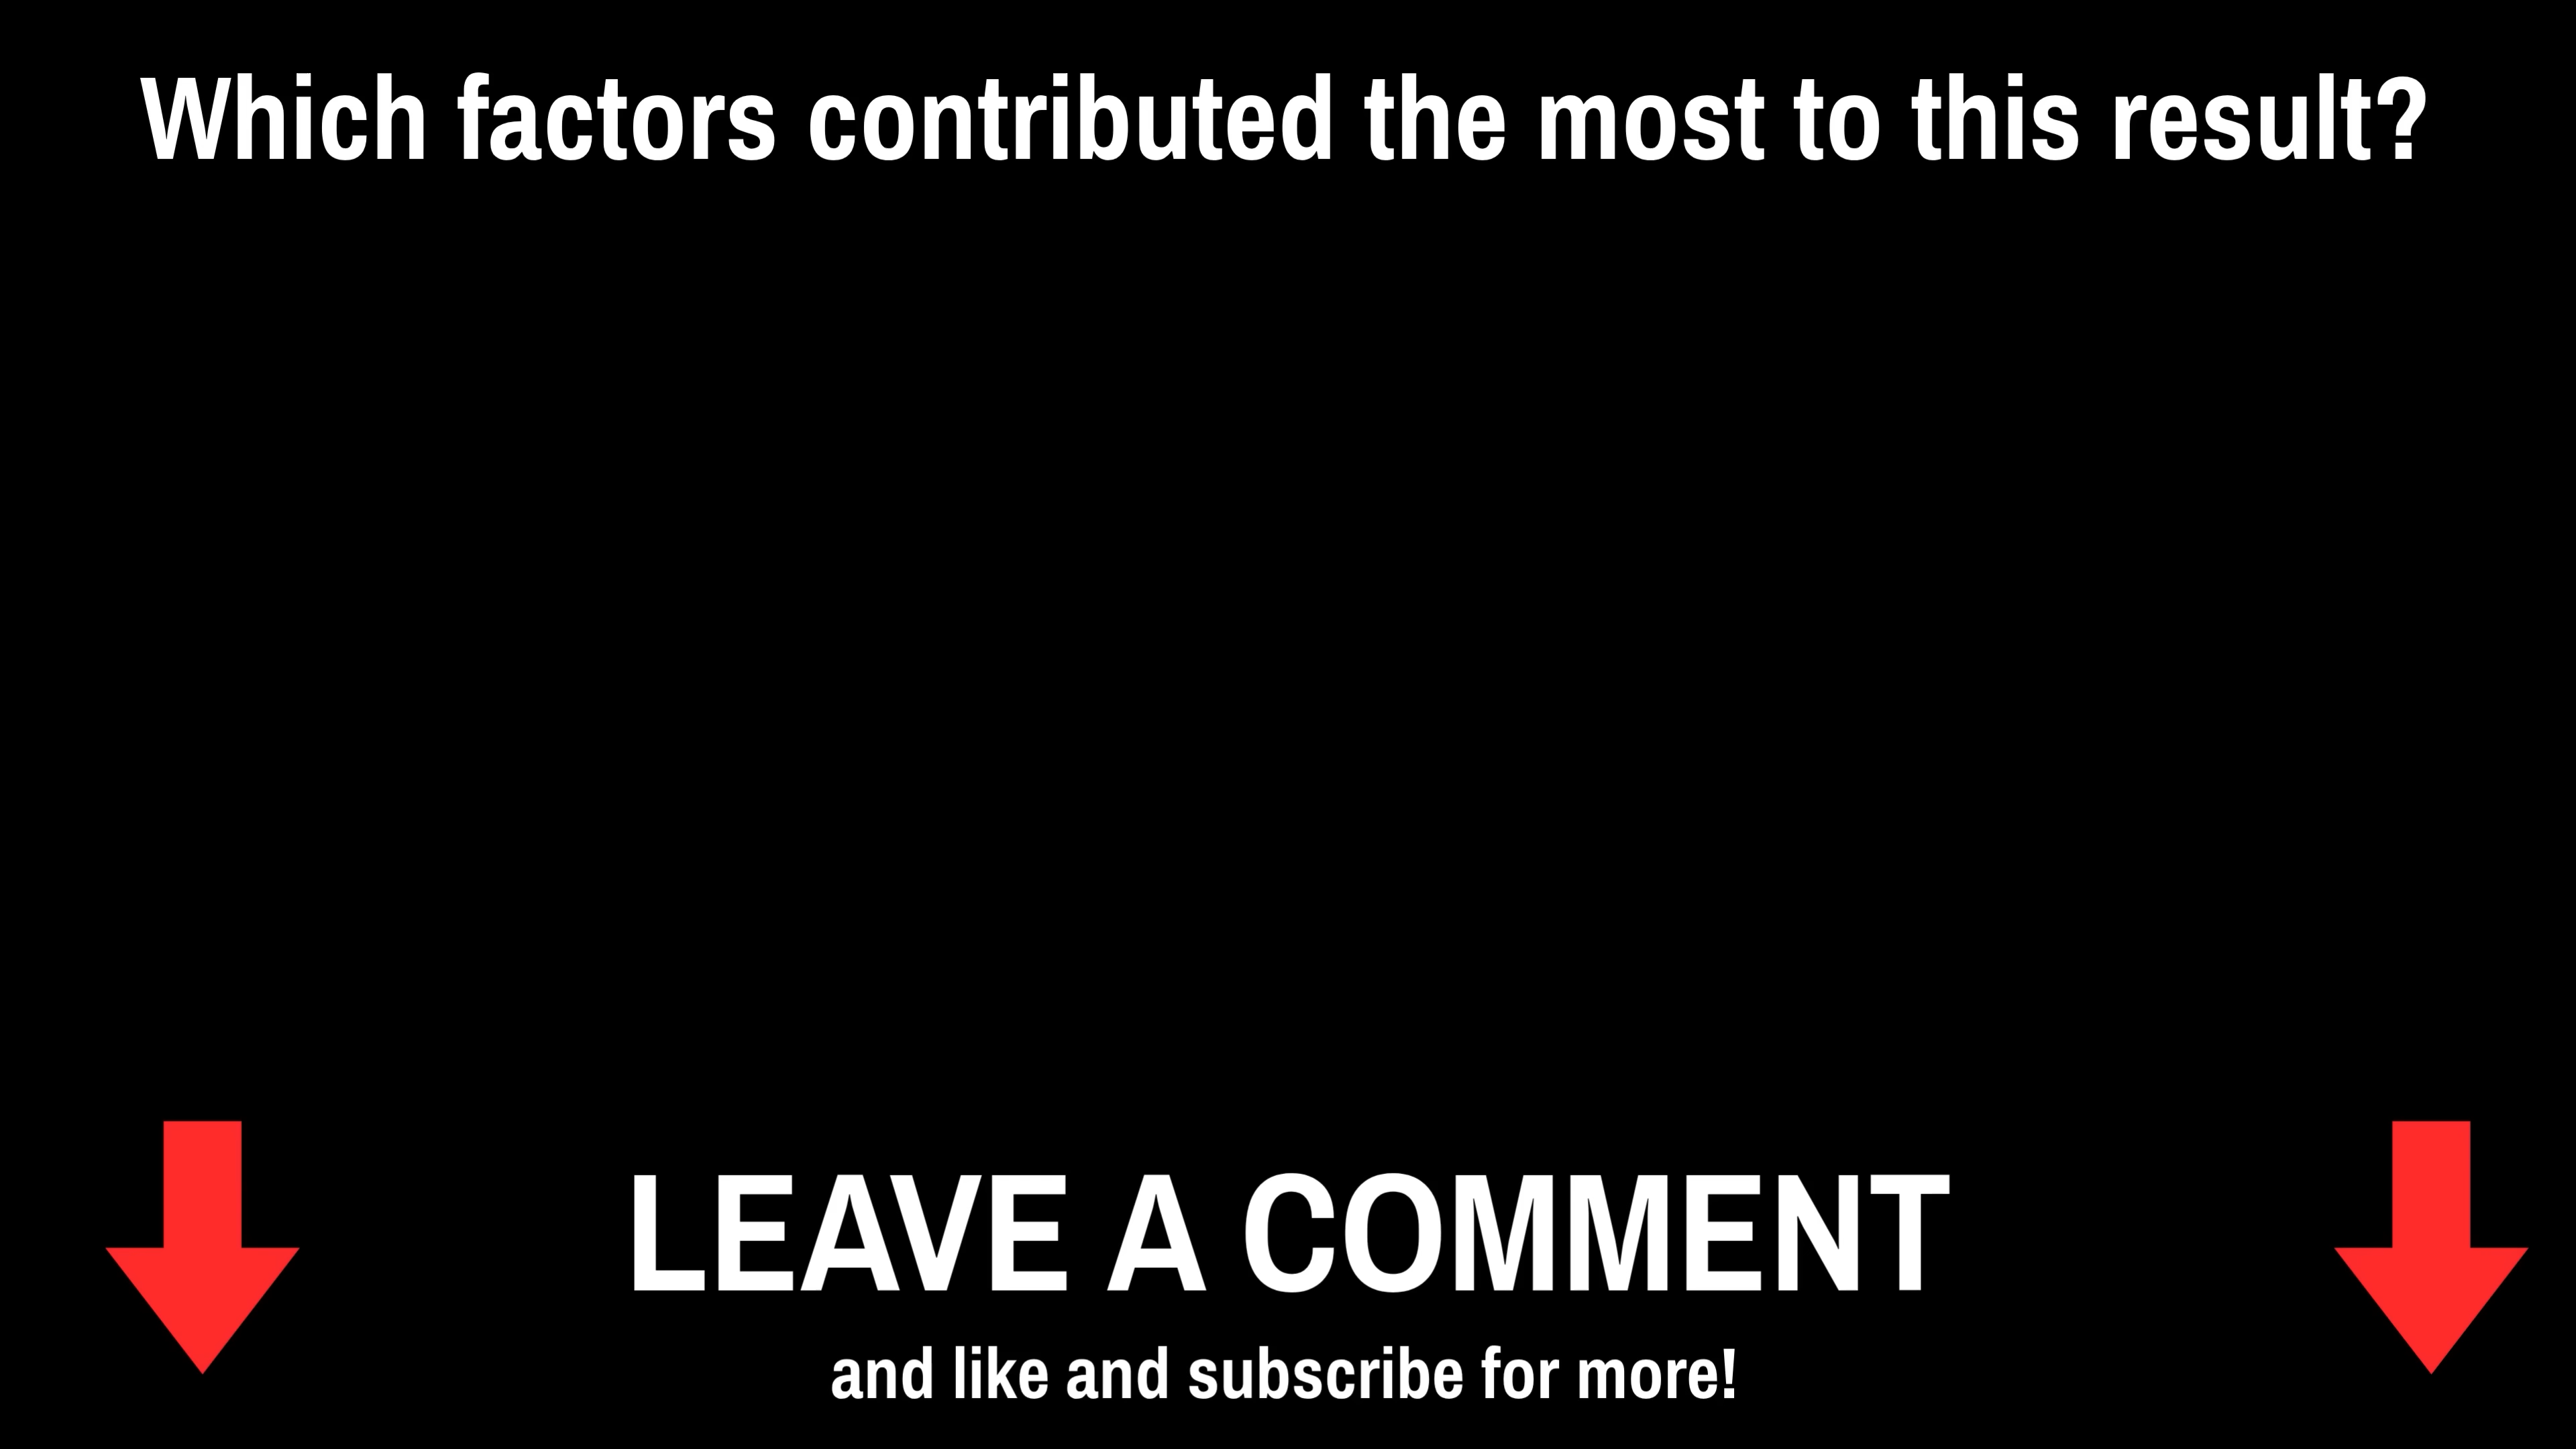 Which factors contributed the most to this result?
LEAVE A COMMENT
and like and subscribe for more!